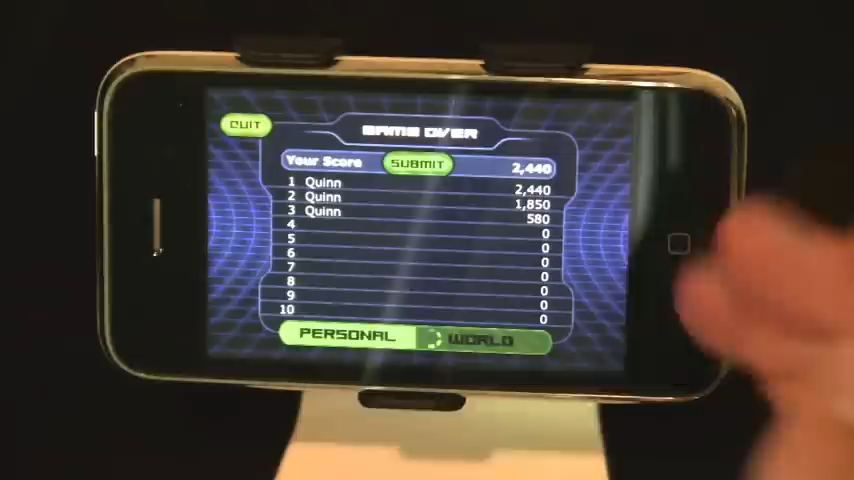 QUIT
GAME OVER
Your Score SUBMIT 2,440
1 Quinn 2,440
2 Quinn 1,850
3 Quinn 580
4 0
5 0
6 0
7 0
8 0
9 0
10 0
PERSONAL WORLD